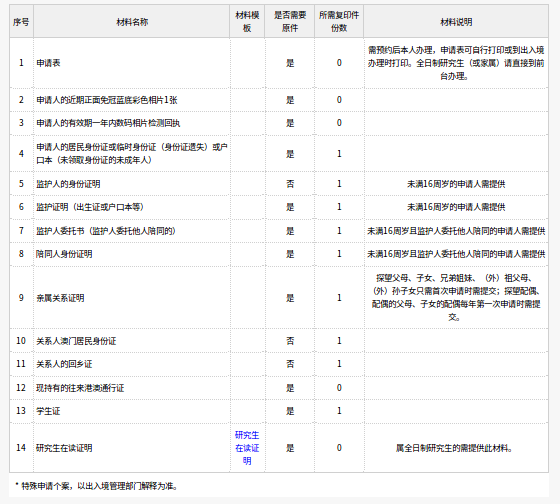 序号 材料名称 材料模板 是否需要原件 所需复印件份数 材料说明
1 申请表 是 0 需预约后本人办理，申请表可自行打印或到出入境办理时打印。全日制研究生（或家属）请直接到前台办理。
2 申请人的近期正面免冠蓝底彩色相片1张 是 0
3 申请人的有效期一年内数码相片检测回执 是 0
4 申请人的居民身份证或临时身份证（身份证遗失）或户口本（未领取身份证的未成年人） 是 1
5 监护人的身份证明 否 1 未满16周岁的申请人需提供
6 监护证明（出生证或户口本等） 是 1 未满16周岁的申请人需提供
7 监护人委托书（监护人委托他人陪同的） 是 1 未满16周岁且监护人委托他人陪同的申请人需提供
8 陪同人身份证明 是 1 未满16周岁且监护人委托他人陪同的申请人需提供
9 亲属关系证明 是 1 探望父母、子女、兄弟姐妹、（外）祖父母、（外）孙子女只需首次申请时需提交；探望配偶、配偶的父母、子女的配偶每年第一次申请时需提交。
10 关系人澳门居民身份证 否 1
11 关系人的回乡证 否 1
12 现持有的往来港澳通行证 是 0
13 学生证 是 1
14 研究生在读证明 研究生在读证明 是 0 属全日制研究生的需提供此材料。
* 特殊申请个案，以出入境管理部门解释为准。